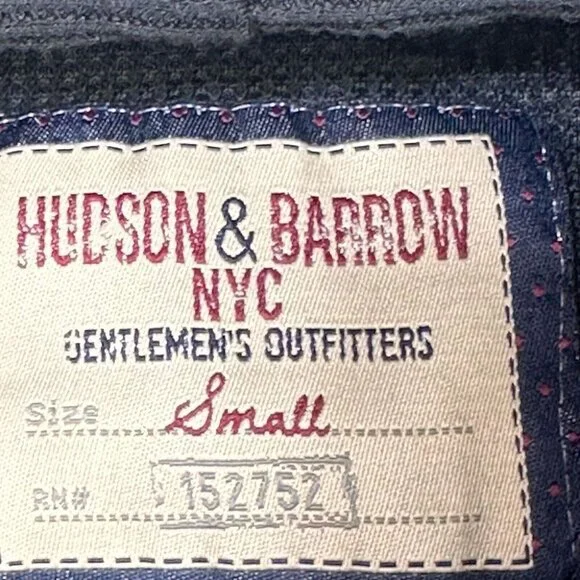 HUDSON & BARROW
NYC
GENTLEMEN'S OUTFITTERS
Size Small
RN# 152752